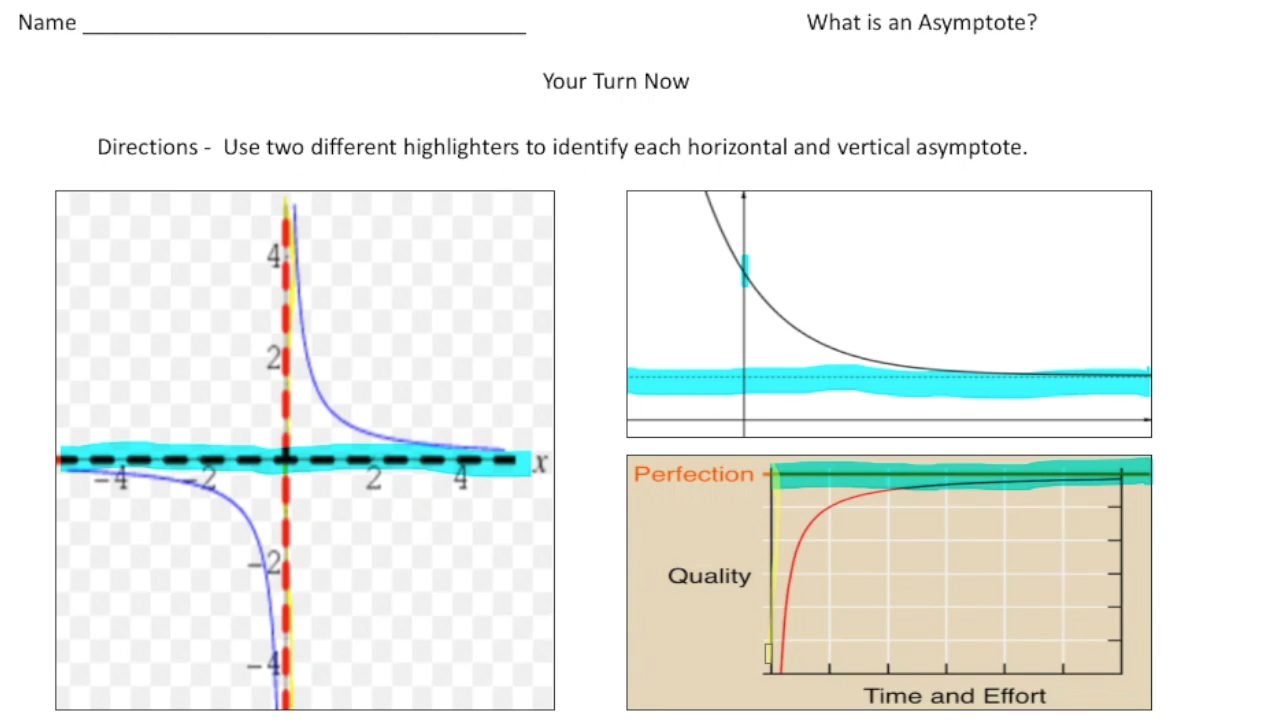 Name What is an Asymptote?
Your Turn Now
Directions - Use two different highlighters to identify each horizontal and vertical asymptote.
4
2
-4 -2 2 4 x
-2
-4
Perfection
Quality
Time and Effort